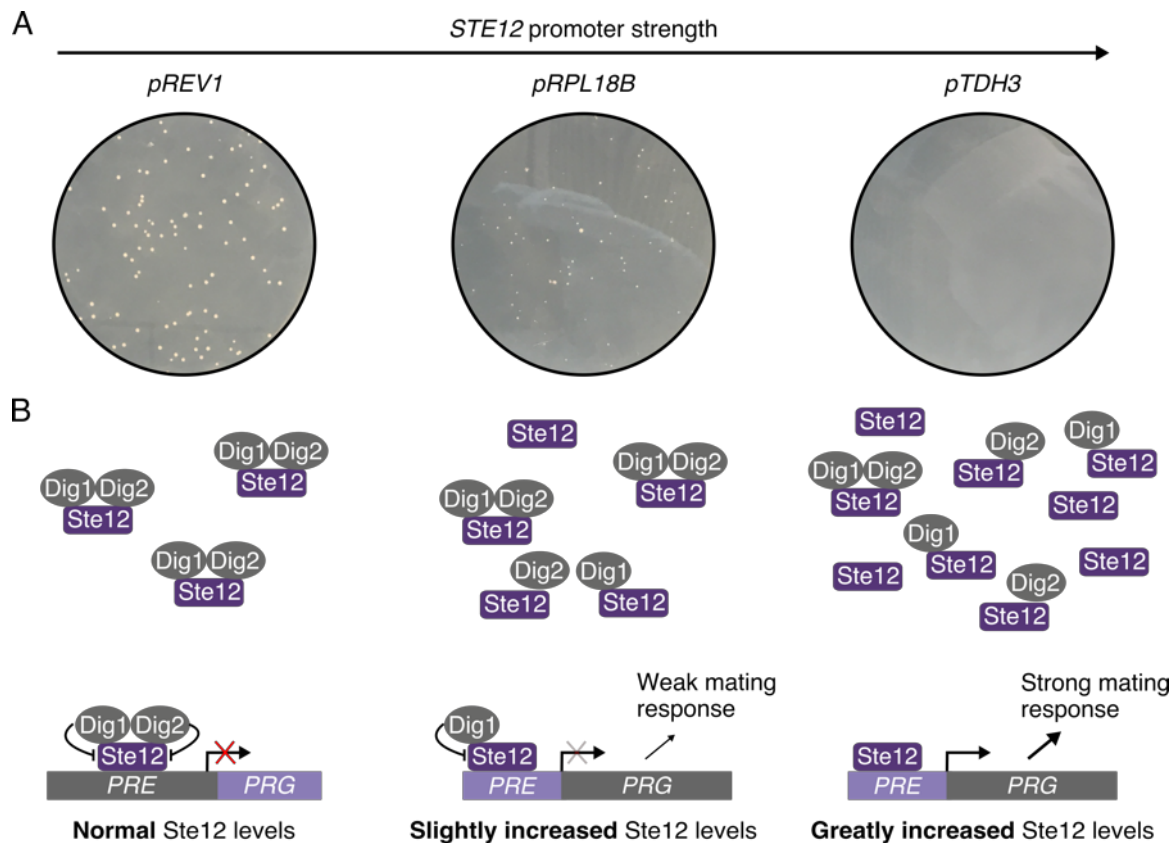 A
STE12 promoter strength
pREV1 pRPL18B pTDH3
B
Dig1 Dig2
Ste12
Dig1 Dig2
Ste12
Dig1 Dig2
Ste12
Ste12
Dig1 Dig2
Ste12
Dig1 Dig2
Ste12
Dig2
Ste12
Dig1
Ste12
Ste12
Dig2
Ste12
Dig1
Ste12
Dig1 Dig2
Ste12
Ste12
Dig1
Ste12
Ste12
Ste12
Dig2
Ste12
Dig1 Dig2
Ste12
PRE PRG
Normal Ste12 levels
Weak mating
response
Dig1
Ste12
PRE PRG
Slightly increased Ste12 levels
Strong mating
response
Ste12
PRE PRG
Greatly increased Ste12 levels